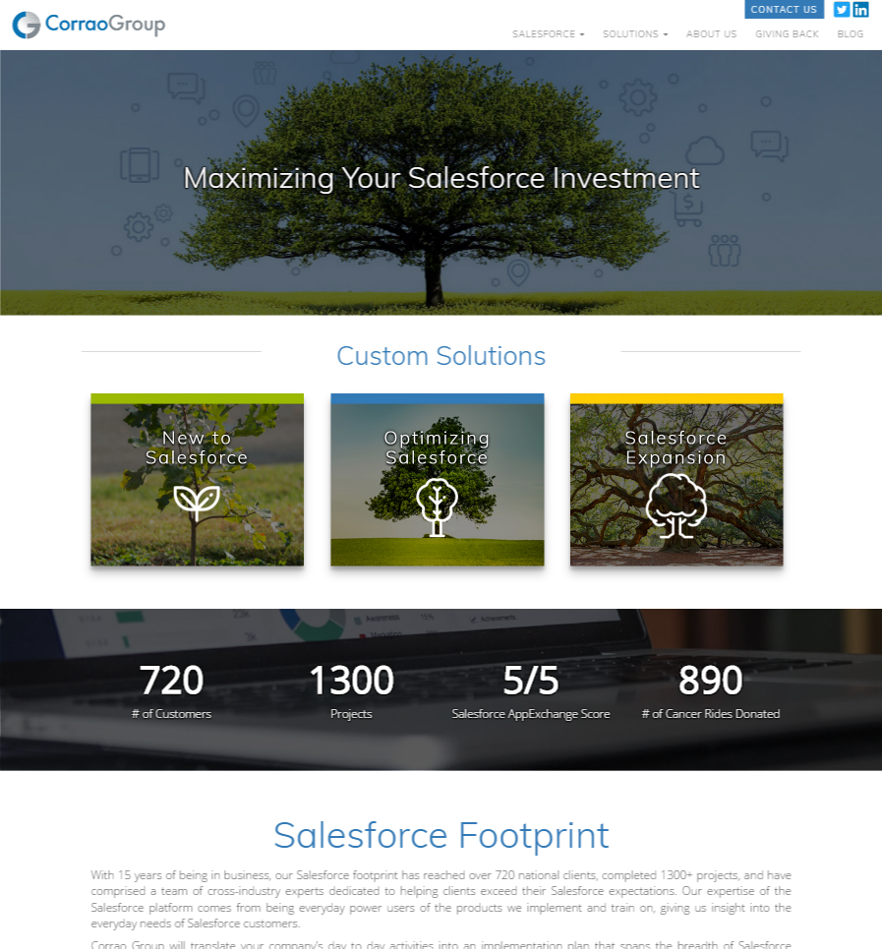 CorraoGroup
CONTACT US
SALESFORCE
SOLUTIONS
ABOUT US
GIVING BACK
BLOG
Maximizing Your Salesforce Investment
Custom Solutions
New to
Salesforce
Optimizing
Salesforce
Salesforce
Expansion
Awareness
Achievements
720
# of Customers
1300
Projects
5/5
Salesforce AppExchange Score
890
# of Cancer Rides Donated
Salesforce Footprint
With 15 years of being in business, our Salesforce footprint has reached over 720 national clients, completed 1300+ projects, and have
comprised a team of cross-industry experts dedicated to helping clients exceed their Salesforce expectations. Our expertise of the
Salesforce platform comes from being everyday power users of the products we implement and train on, giving us insight into the
everyday needs of Salesforce customers.
Corrao Group will translate your company's day to day activities into an implementation plan that spans the breadth of Salesforce